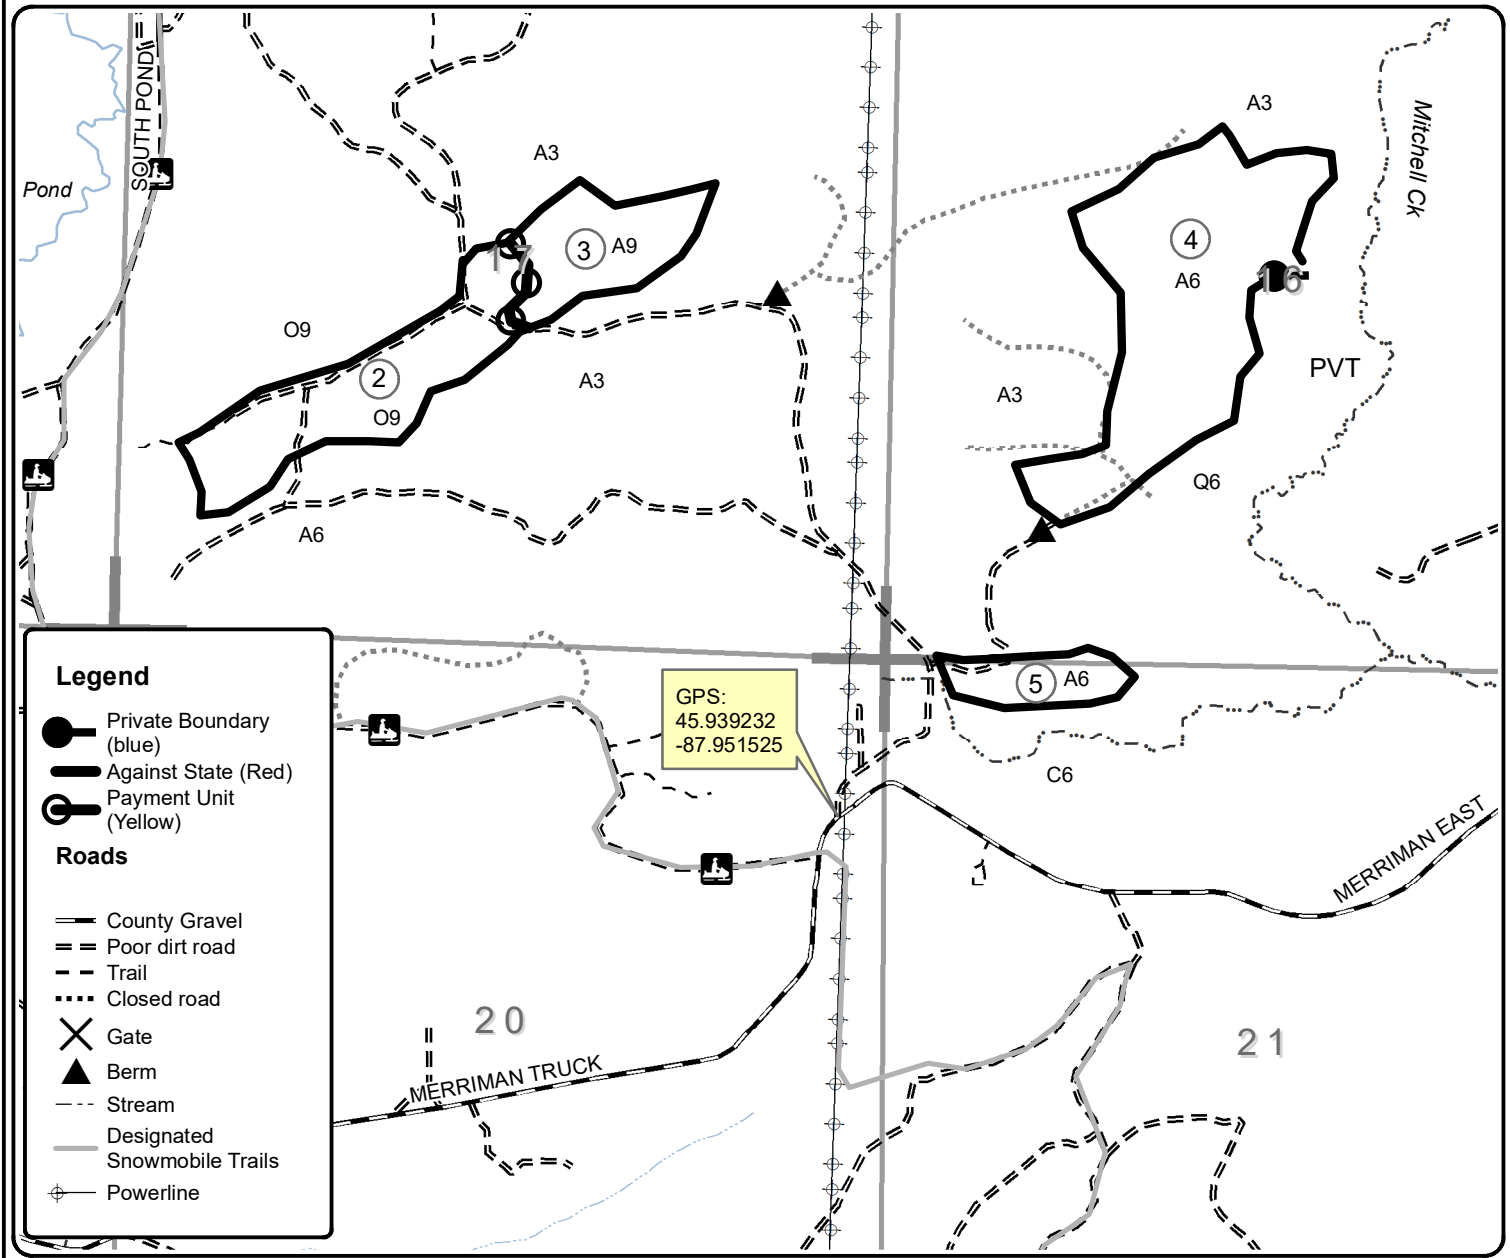 SOUTH POND
Pond
A3
A3
Mitchell Ck
17
3
A9
4
A6
16
O9
2
O9
A3
A3
PVT
Q6
A6
5
A6
GPS:
45.939232
-87.951525
C6
MERRIMAN EAST
20
21
MERRIMAN TRUCK
Legend
Private Boundary
(blue)
Against State (Red)
Payment Unit
(Yellow)
Roads
County Gravel
Poor dirt road
Trail
Closed road
Gate
Berm
Stream
Designated
Snowmobile Trails
Powerline